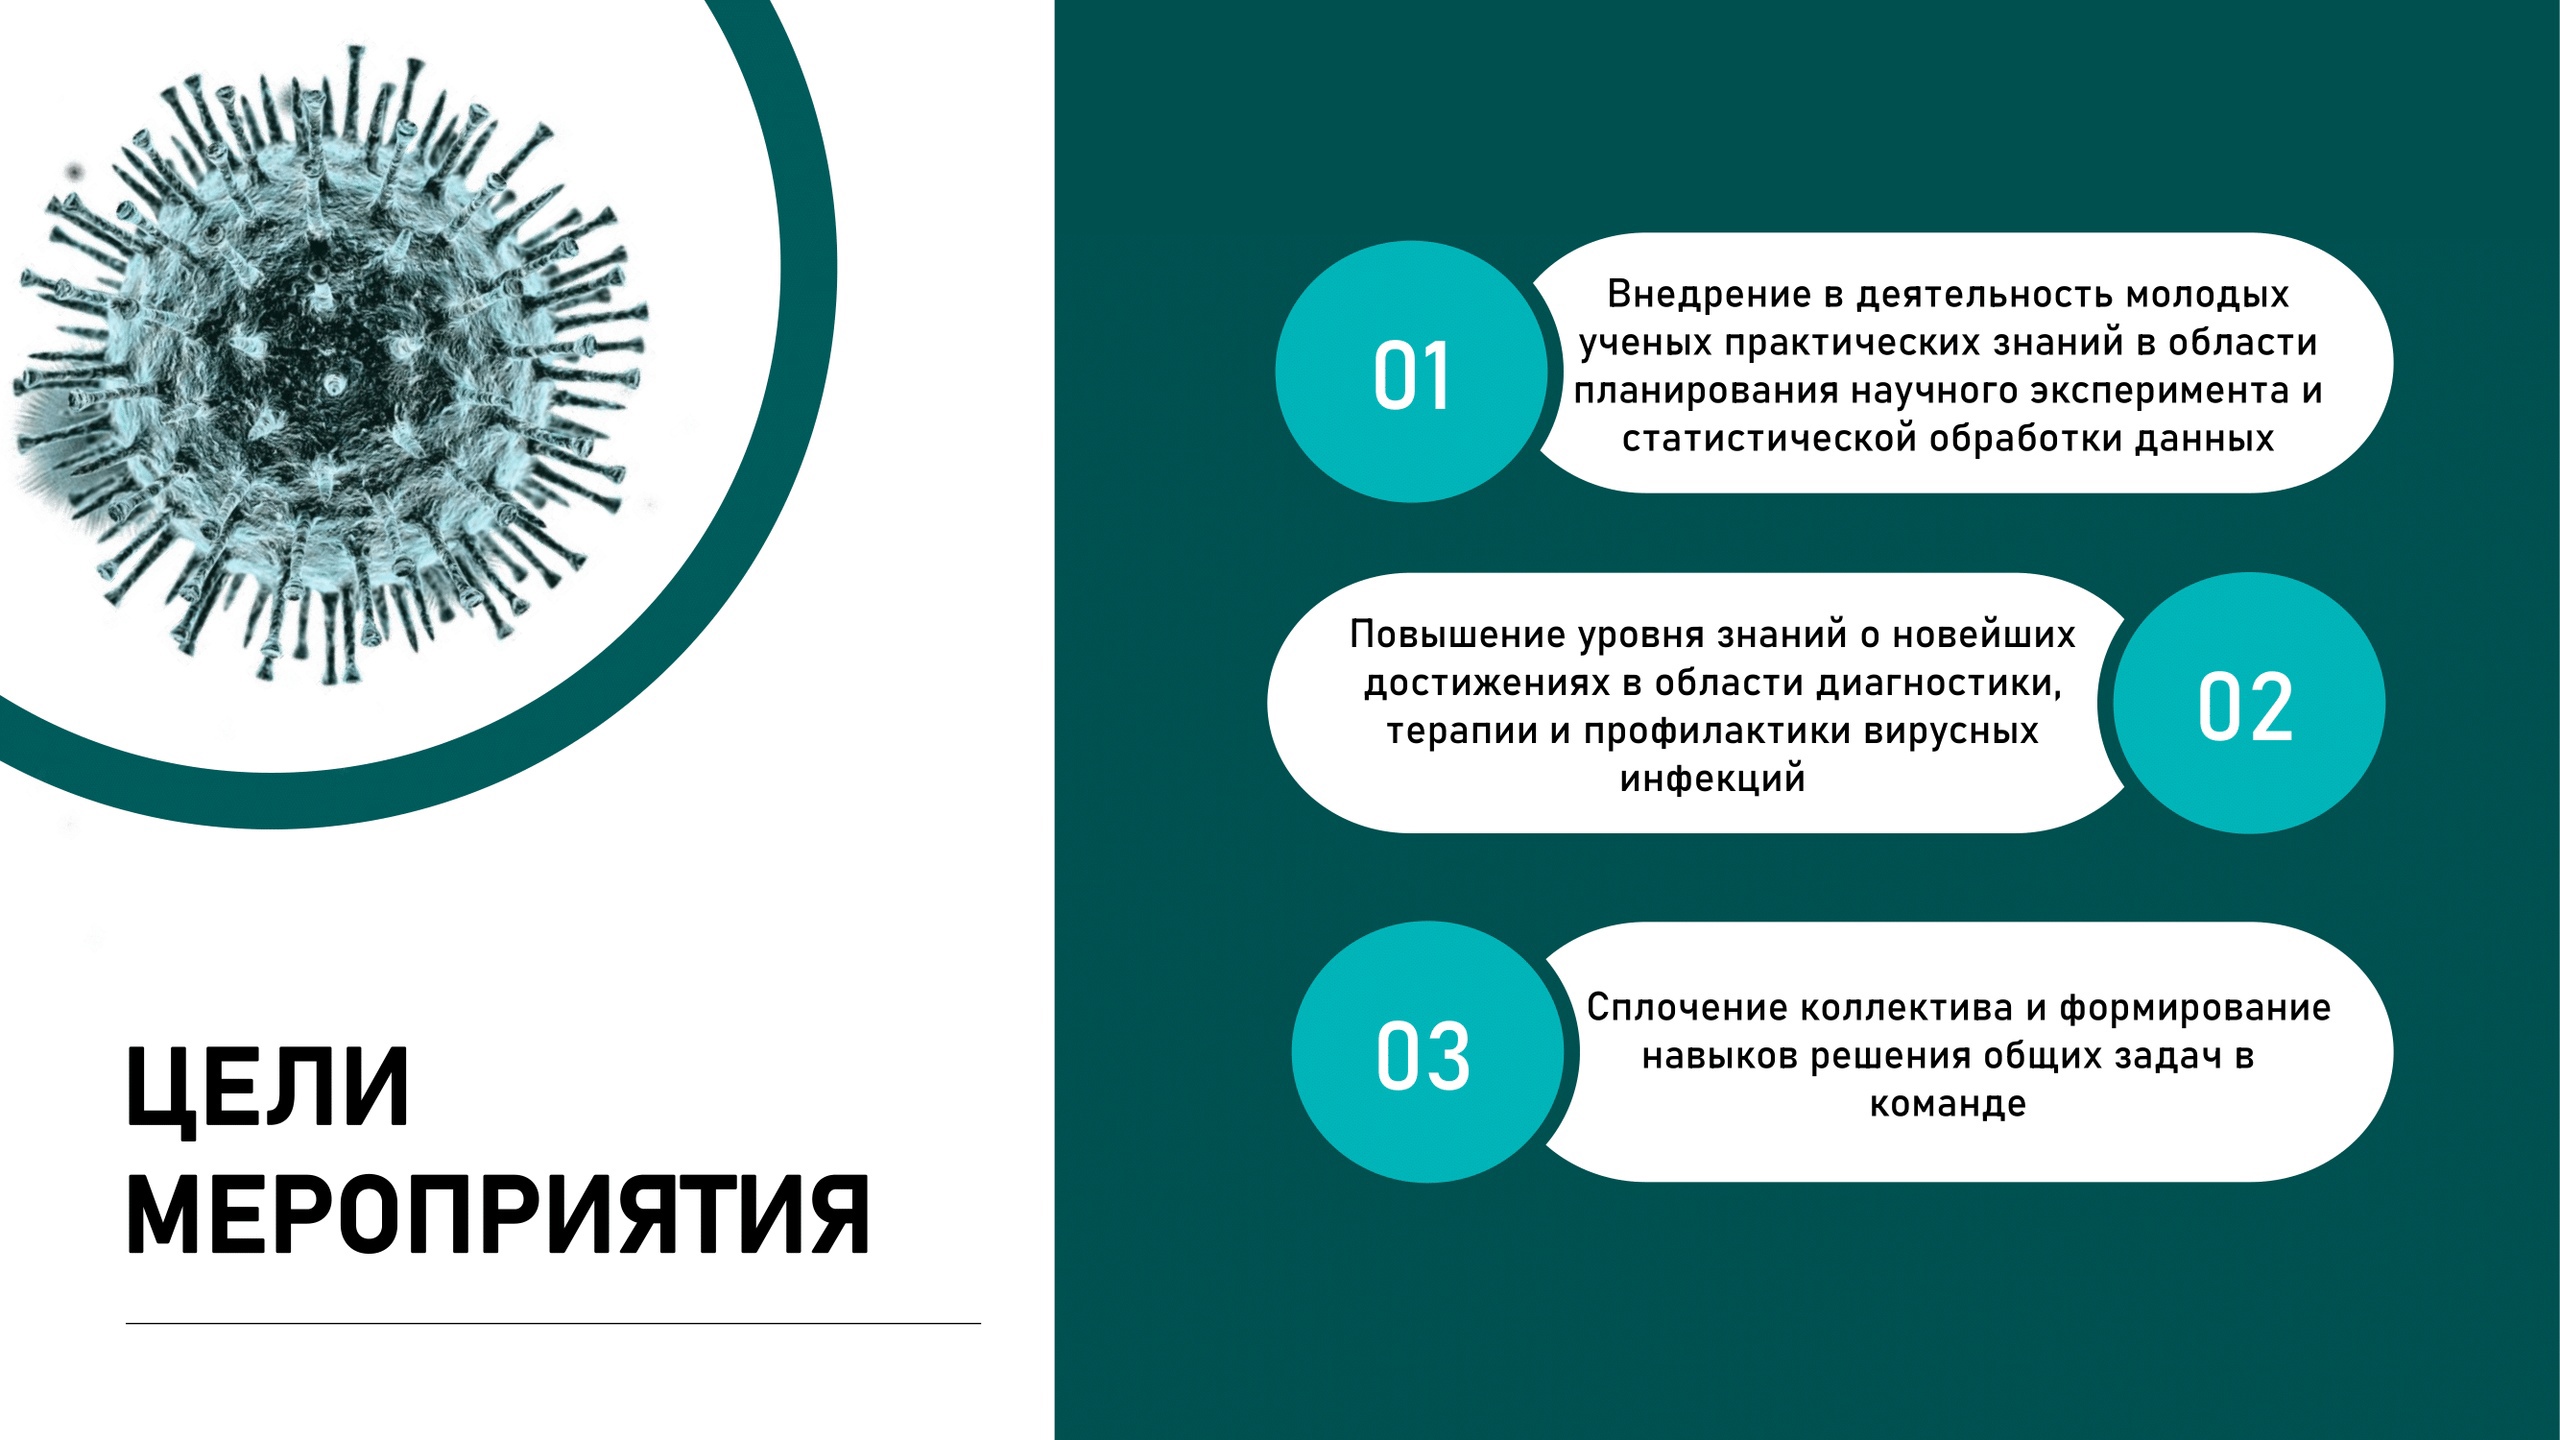 ЦЕЛИ
МЕРОПРИЯТИЯ
01
Внедрение в деятельность молодых
ученых практических знаний в области
планирования научного эксперимента и
статистической обработки данных
Повышение уровня знаний о новейших
достижениях в области диагностики,
терапии и профилактики вирусных
инфекций
02
03
Сплочение коллектива и формирование
навыков решения общих задач в
команде